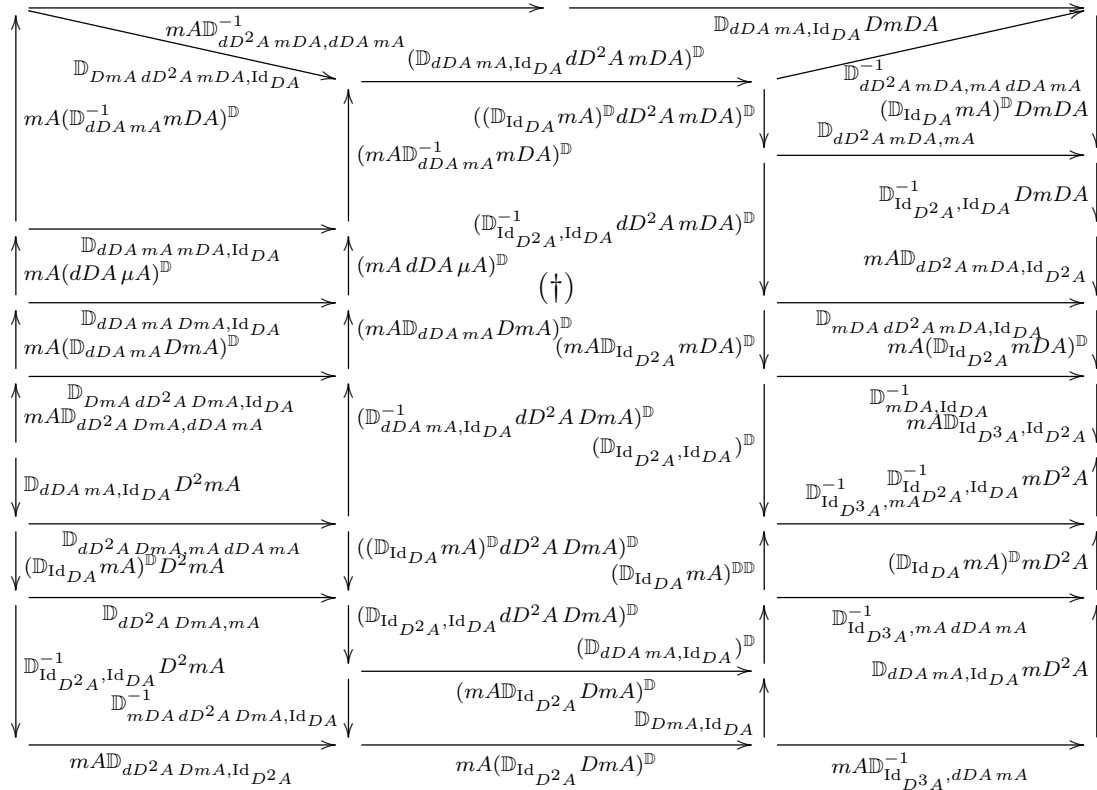 mA𝔻^{-1}_{dD^2A mDA,dDA mA}
𝔻_{dDA mA,Id_{DA}}DmDA
𝔻_{DmA dD^2A mDA,Id_{DA}}
(𝔻_{dDA mA,Id_{DA}}dD^2A mDA)^𝔻
𝔻^{-1}_{dD^2A mDA,mA dDA mA}
mA(𝔻^{-1}_{dDA mA}mDA)^𝔻
((𝔻_{Id_{DA}}mA)^𝔻dD^2A mDA)^𝔻
(𝔻_{Id_{DA}}mA)^𝔻DmDA
(mA𝔻^{-1}_{dDA mA}mDA)^𝔻
𝔻_{dD^2A mDA,mA}
(𝔻^{-1}_{Id_{D^2A},Id_{DA}}dD^2A mDA)^𝔻
𝔻^{-1}_{Id_{D^2A},Id_{DA}}DmDA
𝔻_{dDA mA mDA,Id_{DA}}
mA(dDA μA)^𝔻
(mA dDA μA)^𝔻
mA𝔻_{dD^2A mDA,Id_{D^2A}}
(†)
𝔻_{dDA mA DmA,Id_{DA}}
(mA𝔻_{dDA mA}DmA)^𝔻
𝔻_{mDA dD^2A mDA,Id_{DA}}
mA(𝔻_{dDA mA}DmA)^𝔻
(mA𝔻_{Id_{D^2A}}mDA)^𝔻
mA(𝔻_{Id_{D^2A}}mDA)^𝔻
𝔻_{DmA dD^2A DmA,Id_{DA}}
𝔻^{-1}_{mDA,Id_{DA}}
mA𝔻_{dD^2A DmA,dDA mA}
(𝔻^{-1}_{dDA mA,Id_{DA}}dD^2A DmA)^𝔻
mA𝔻_{Id_{D^3A},Id_{D^2A}}
(𝔻_{Id_{D^2A},Id_{DA}})^𝔻
𝔻_{dDA mA,Id_{DA}}D^2mA
𝔻^{-1}_{Id_{D^2A},Id_{DA}}mD^2A
𝔻^{-1}_{Id_{D^3A},mA}
𝔻_{dD^2A DmA,mA dDA mA}
((𝔻_{Id_{DA}}mA)^𝔻dD^2A DmA)^𝔻
(𝔻_{Id_{DA}}mA)^𝔻D^2mA
(𝔻_{Id_{DA}}mA)^{𝔻𝔻}
(𝔻_{Id_{DA}}mA)^𝔻mD^2A
𝔻_{dD^2A DmA,mA}
(𝔻_{Id_{D^2A},Id_{DA}}dD^2A DmA)^𝔻
𝔻^{-1}_{Id_{D^3A},mA dDA mA}
(𝔻_{dDA mA,Id_{DA}})^𝔻
𝔻^{-1}_{Id_{D^2A},Id_{DA}}D^2mA
𝔻_{dDA mA,Id_{DA}}mD^2A
(mA𝔻_{Id_{D^2A}}DmA)^𝔻
𝔻^{-1}_{mDA dD^2A DmA,Id_{DA}}
𝔻_{DmA,Id_{DA}}
mA𝔻_{dD^2A DmA,Id_{D^2A}}
mA(𝔻_{Id_{D^2A}}DmA)^𝔻
mA𝔻^{-1}_{Id_{D^3A},dDA mA}